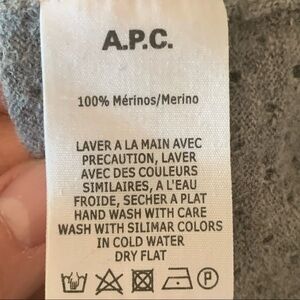 A.P.C.
100% Mérinos/Merino
LAVER A LA MAIN AVEC
PRECAUTION, LAVER
AVEC DES COULEURS
SIMILAIRES, A L'EAU
FROIDE, SECHER A PLAT
HAND WASH WITH CARE
WASH WITH SILIMAR COLORS
IN COLD WATER
DRY FLAT
P